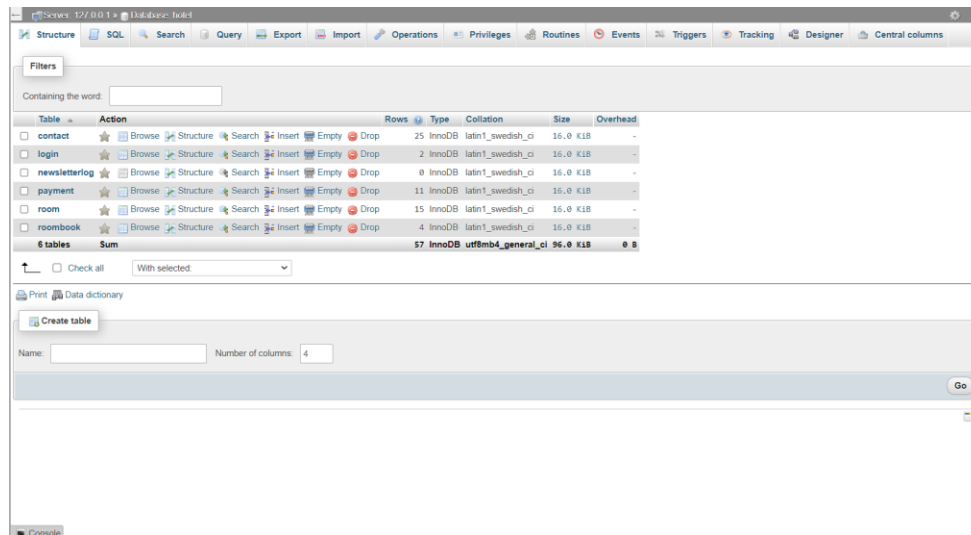 Server: 127.0.0.1 » Database: hotel
Structure SQL Search Query Export Import Operations Privileges Routines Events Triggers Tracking Designer Central columns
Filters
Containing the word:
Table Action Rows Type Collation Size Overhead
contact Browse Structure Search Insert Empty Drop 25 InnoDB latin1_swedish_ci 16.0 KiB -
login Browse Structure Search Insert Empty Drop 2 InnoDB latin1_swedish_ci 16.0 KiB -
newsletterlog Browse Structure Search Insert Empty Drop 0 InnoDB latin1_swedish_ci 16.0 KiB -
payment Browse Structure Search Insert Empty Drop 11 InnoDB latin1_swedish_ci 16.0 KiB -
room Browse Structure Search Insert Empty Drop 15 InnoDB latin1_swedish_ci 16.0 KiB -
roombook Browse Structure Search Insert Empty Drop 4 InnoDB latin1_swedish_ci 16.0 KiB -
6 tables Sum 57 InnoDB utf8mb4_general_ci 96.0 KiB 0 B
Check all With selected:
Print Data dictionary
Create table
Name: Number of columns: 4
Go
Console